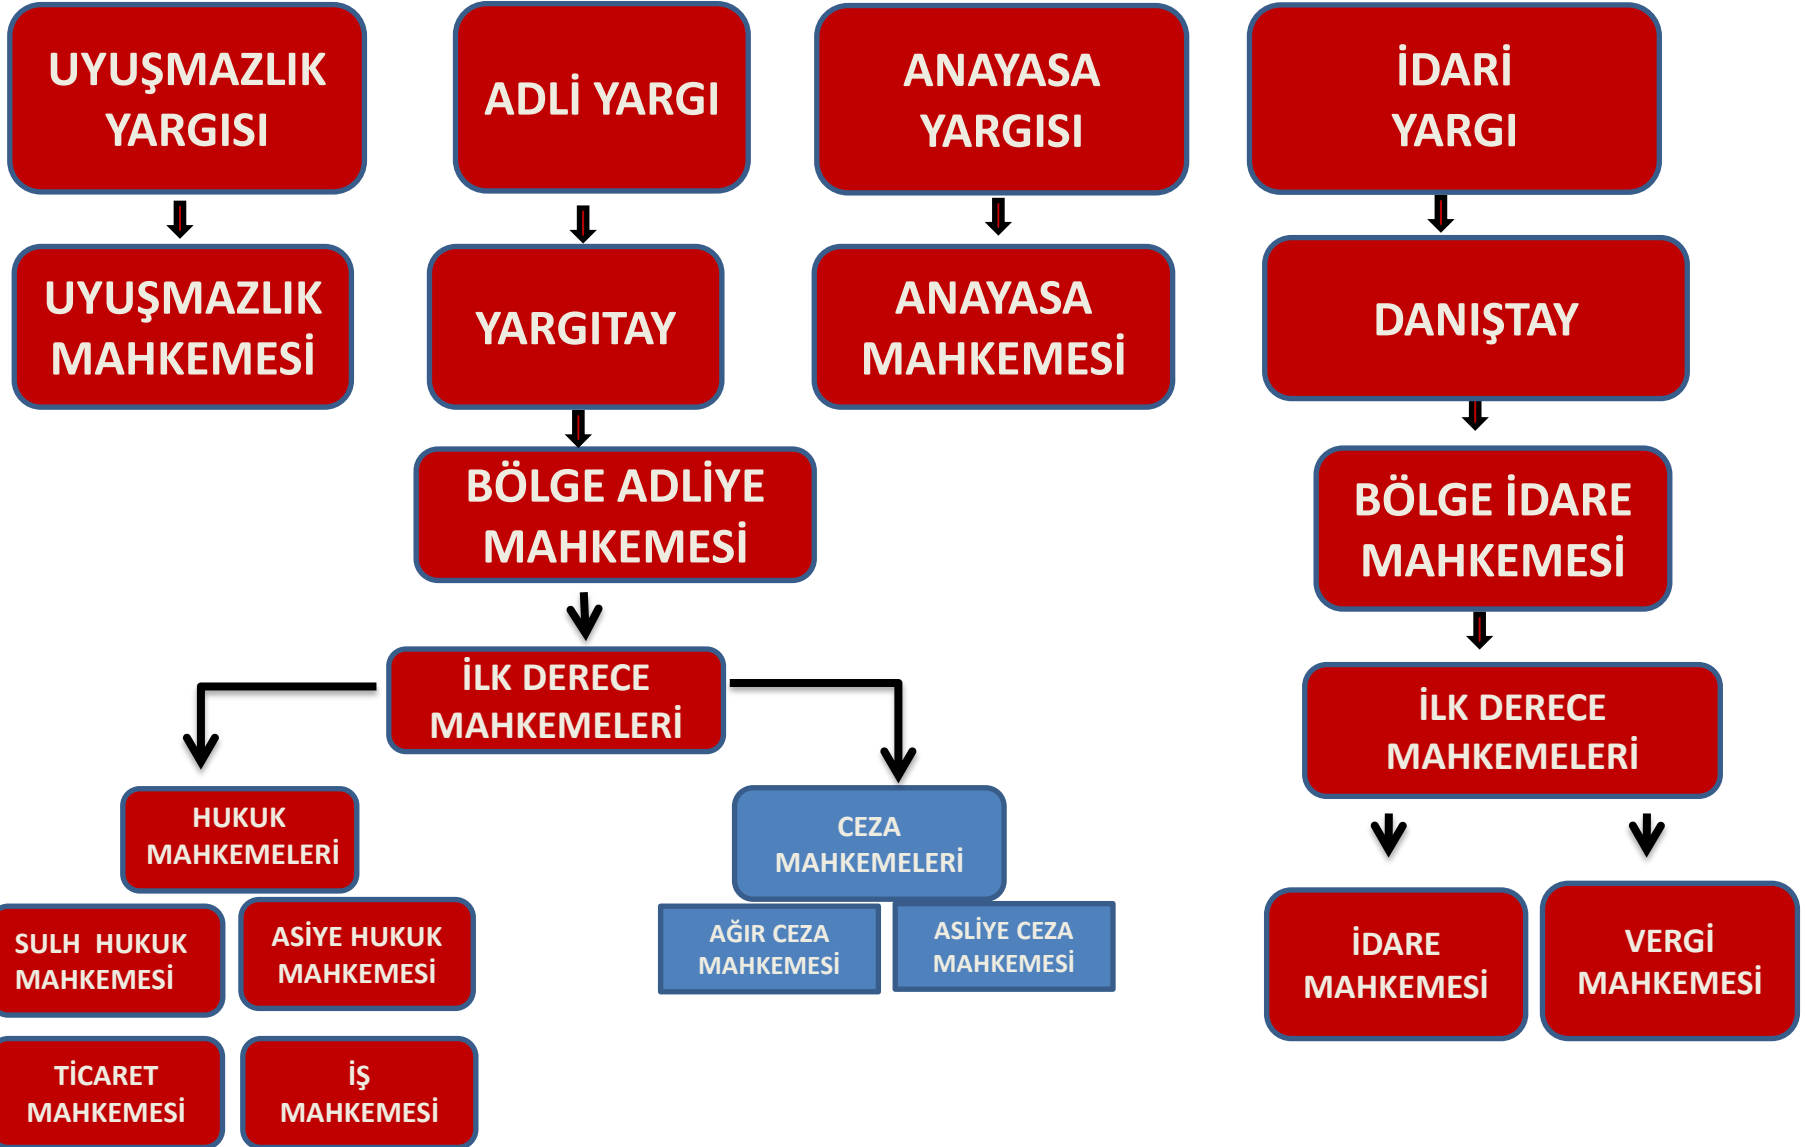 UYUŞMAZLIK
YARGISI
ADLİ YARGI
ANAYASA
YARGISI
İDARİ
YARGI
UYUŞMAZLIK
MAHKEMESİ
YARGITAY
ANAYASA
MAHKEMESİ
DANIŞTAY
BÖLGE ADLİYE
MAHKEMESİ
BÖLGE İDARE
MAHKEMESİ
İLK DERECE
MAHKEMELERİ
İLK DERECE
MAHKEMELERİ
HUKUK
MAHKEMELERİ
CEZA
MAHKEMELERİ
SULH  HUKUK
MAHKEMESİ
ASİYE HUKUK
MAHKEMESİ
AĞIR CEZA
MAHKEMESİ
ASLİYE CEZA
MAHKEMESİ
İDARE
MAHKEMESİ
VERGİ
MAHKEMESİ
TİCARET
MAHKEMESİ
İŞ
MAHKEMESİ